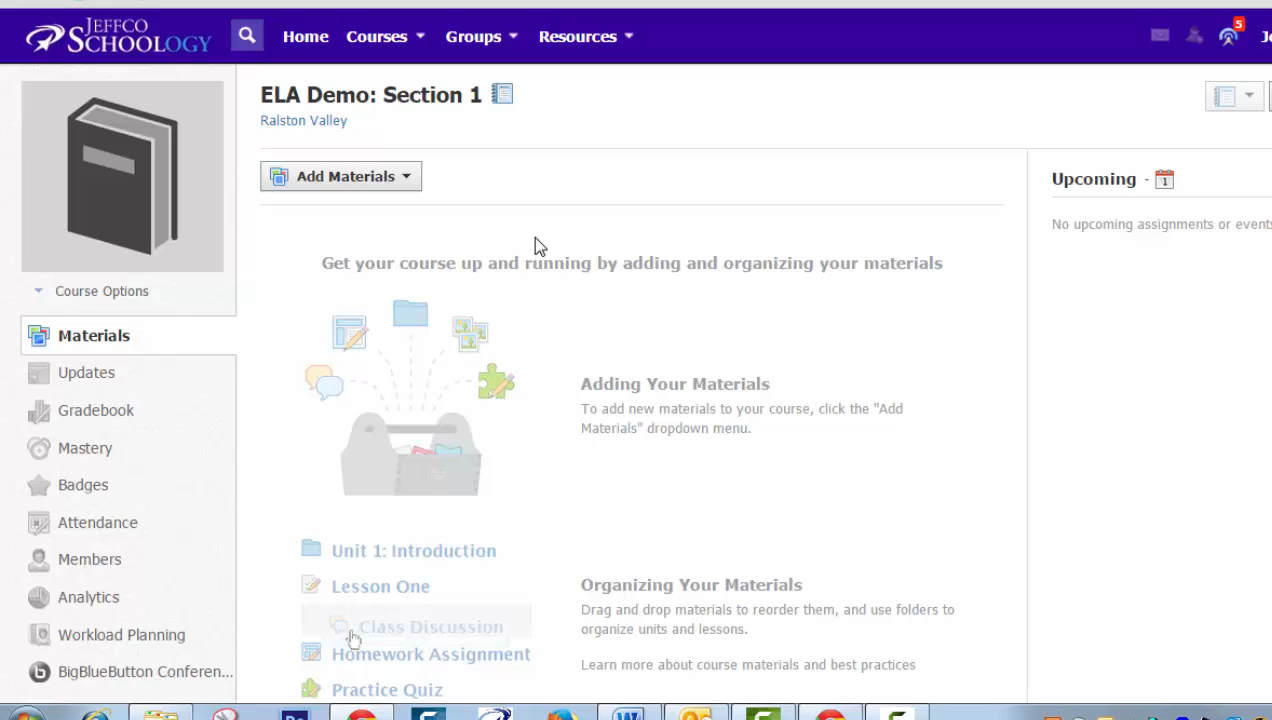 JEFFCO
SCHOOLOGY
Home Courses Groups Resources
5
ELA Demo: Section 1
Ralston Valley
Add Materials
Upcoming - 1
No upcoming assignments or events
Get your course up and running by adding and organizing your materials
Course Options
Materials
Updates
Gradebook
Mastery
Badges
Attendance
Members
Analytics
Workload Planning
BigBlueButton Conferen...
Adding Your Materials
To add new materials to your course, click the "Add
Materials" dropdown menu.
Unit 1: Introduction
Lesson One
Class Discussion
Homework Assignment
Practice Quiz
Organizing Your Materials
Drag and drop materials to reorder them, and use folders to
organize units and lessons.
Learn more about course materials and best practices